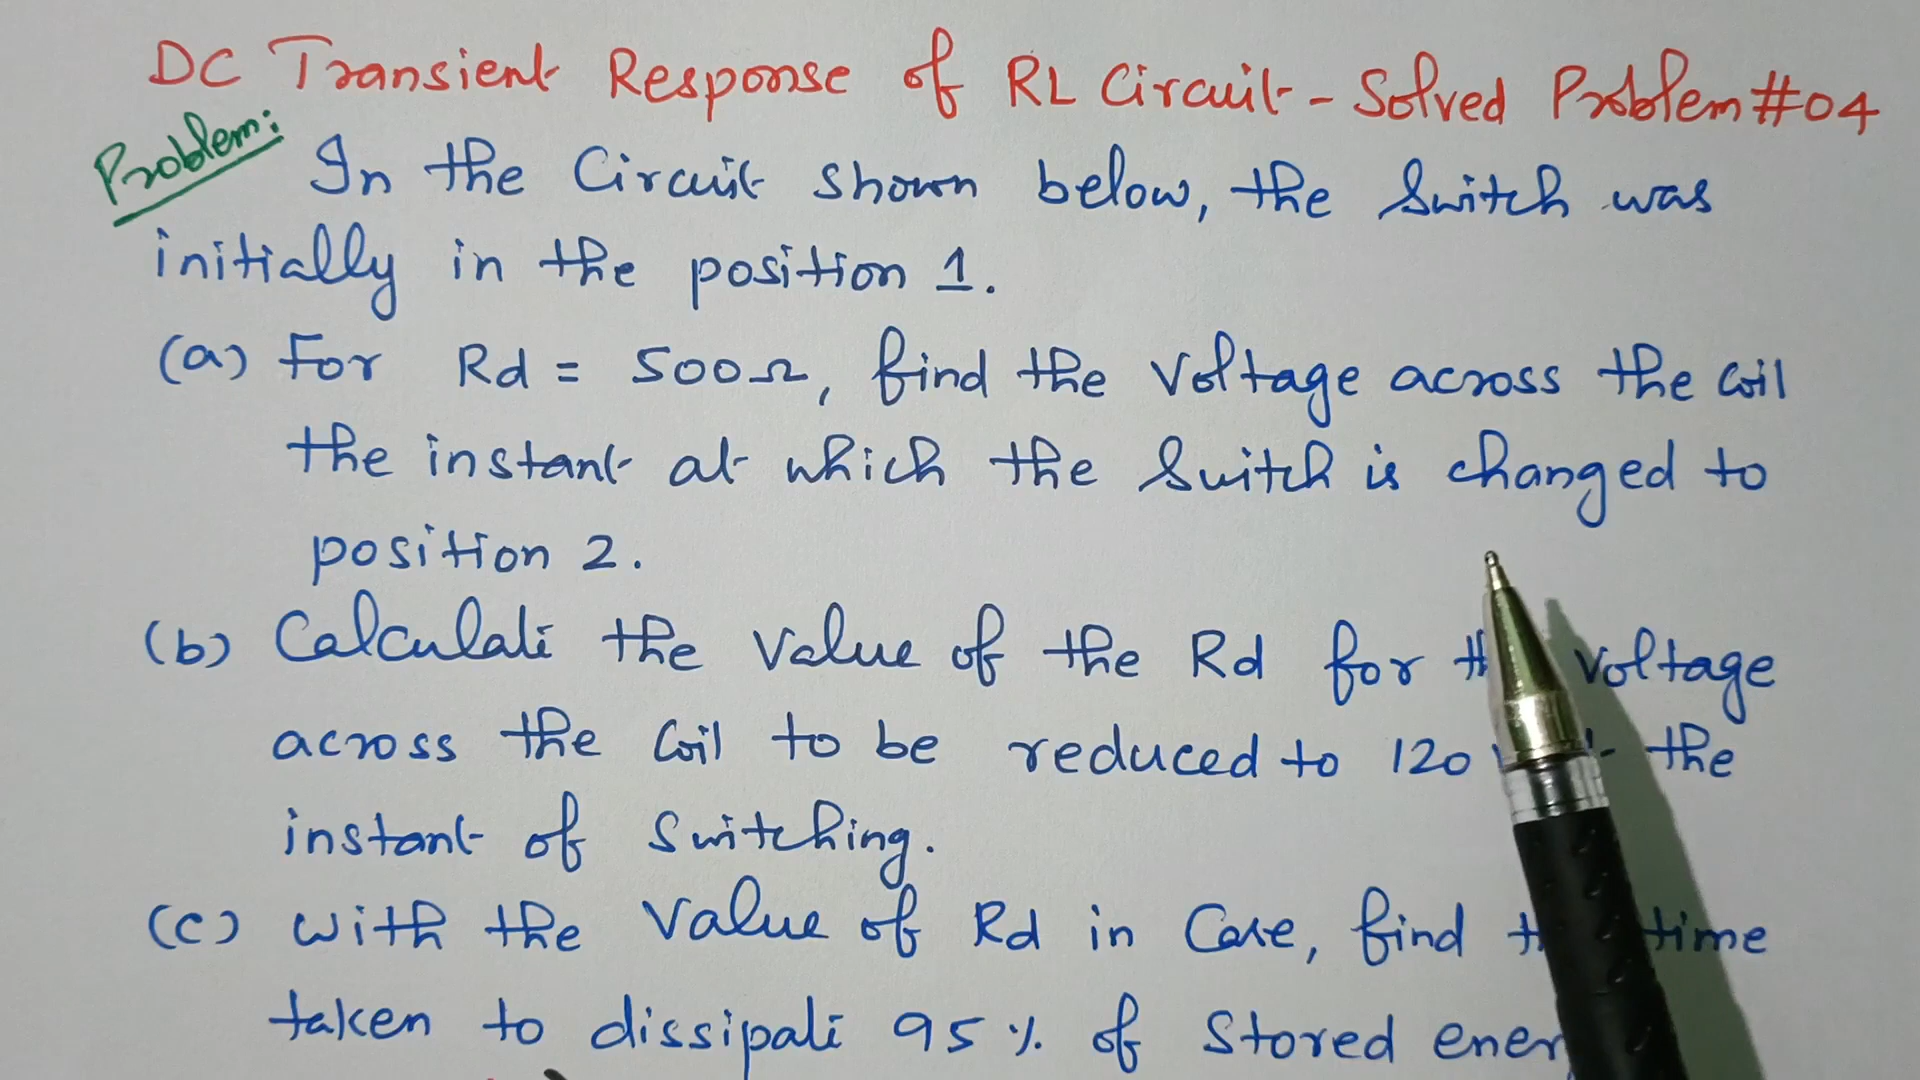 DC Transient Response of RL Circuit - Solved Problem #04
Problem:
In the Circuit shown below, the Switch was
initially in the position 1.
(a) For Rd = 500Ω, find the Voltage across the Coil
the instant at which the Switch is changed to
position 2.
(b) Calculate the Value of the Rd for voltage
across the Coil to be reduced to 120 the
instant of Switching.
(c) with the Value of Rd in Case, find time
taken to dissipate 95% of Stored